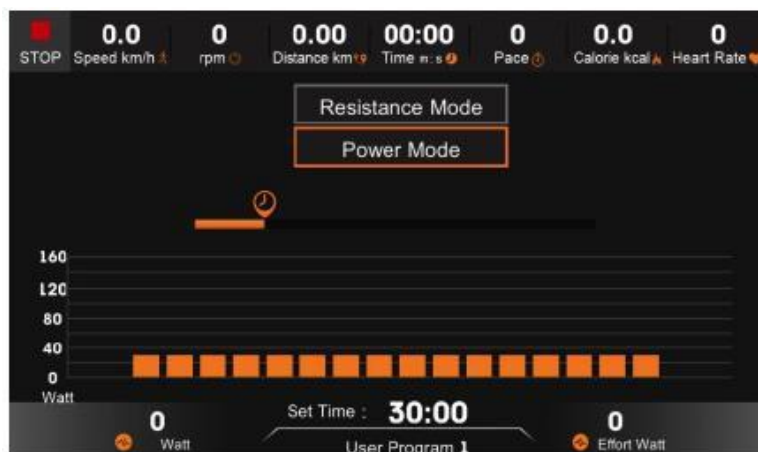 STOP
0.0 0 0.00 00:00 0 0.0 0
Speed km/h rpm Distance km Time m:s Pace Calorie kcal Heart Rate
Resistance Mode
Power Mode
160
120
80
40
0
Watt
0 Set Time : 30:00 0
Watt User Program 1 Effort Watt